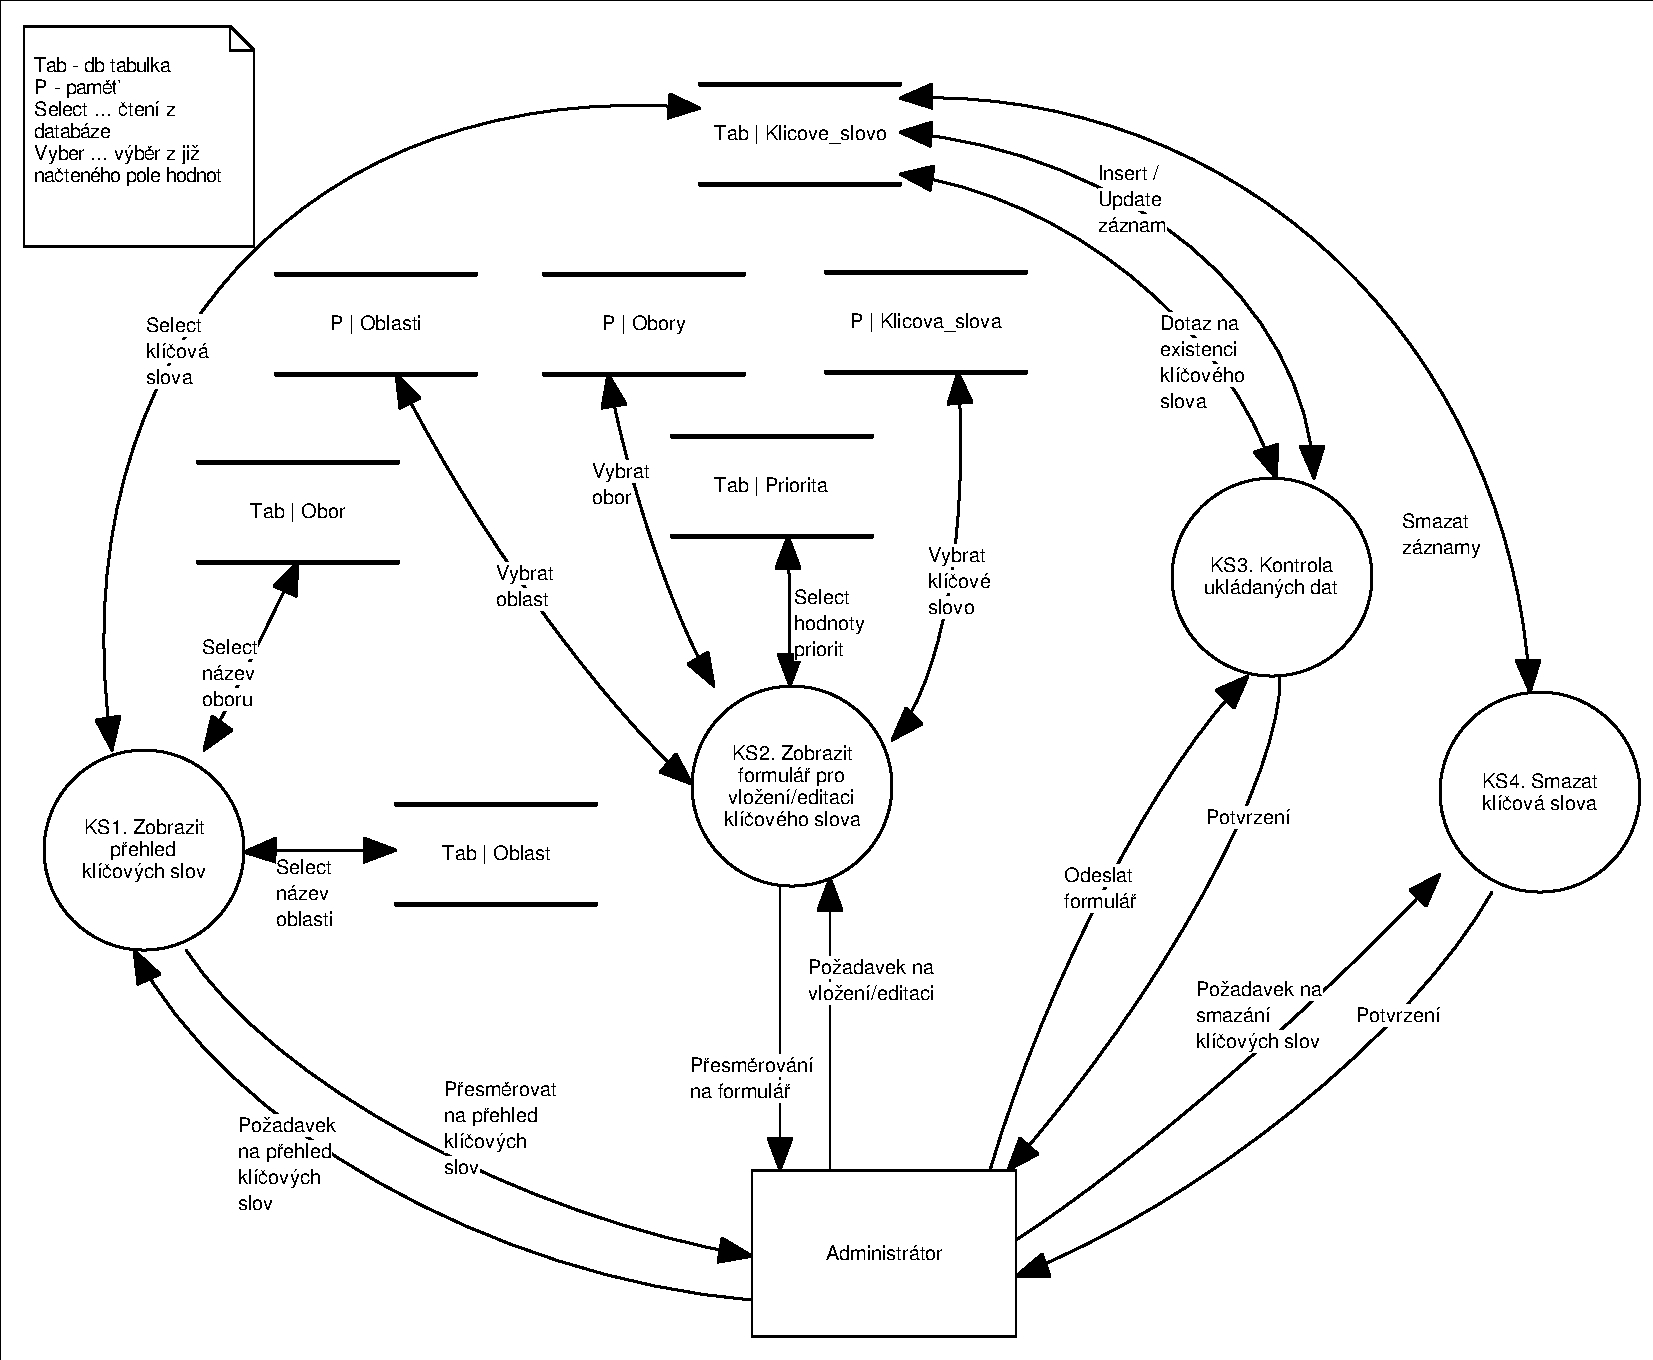 Tab - db tabulka
P - paměť
Select ... čtení z
databáze
Vyber ... výběr z již
načteného pole hodnot
Tab | Klicove_slovo
Insert /
Update
záznam
Select
klíčová
slova
P | Oblasti
P | Obory
P | Klicova_slova
Dotaz na
existenci
klíčového
slova
Tab | Obor
Vybrat
obor
Tab | Priorita
Vybrat
oblast
Select
hodnoty
priorit
Vybrat
klíčové
slovo
Smazat
záznamy
KS3. Kontrola
ukládaných dat
Select
název
oboru
KS1. Zobrazit
přehled
klíčových slov
Select
název
oblasti
Tab | Oblast
KS2. Zobrazit
formulář pro
vložení/editaci
klíčového slova
KS4. Smazat
klíčová slova
Potvrzení
Odeslat
formulář
Požadavek na
vložení/editaci
Požadavek na
smazání
klíčových slov
Potvrzení
Přesměrování
na formulář
Přesměrovat
na přehled
klíčových
slov
Požadavek
na přehled
klíčových
slov
Administrátor